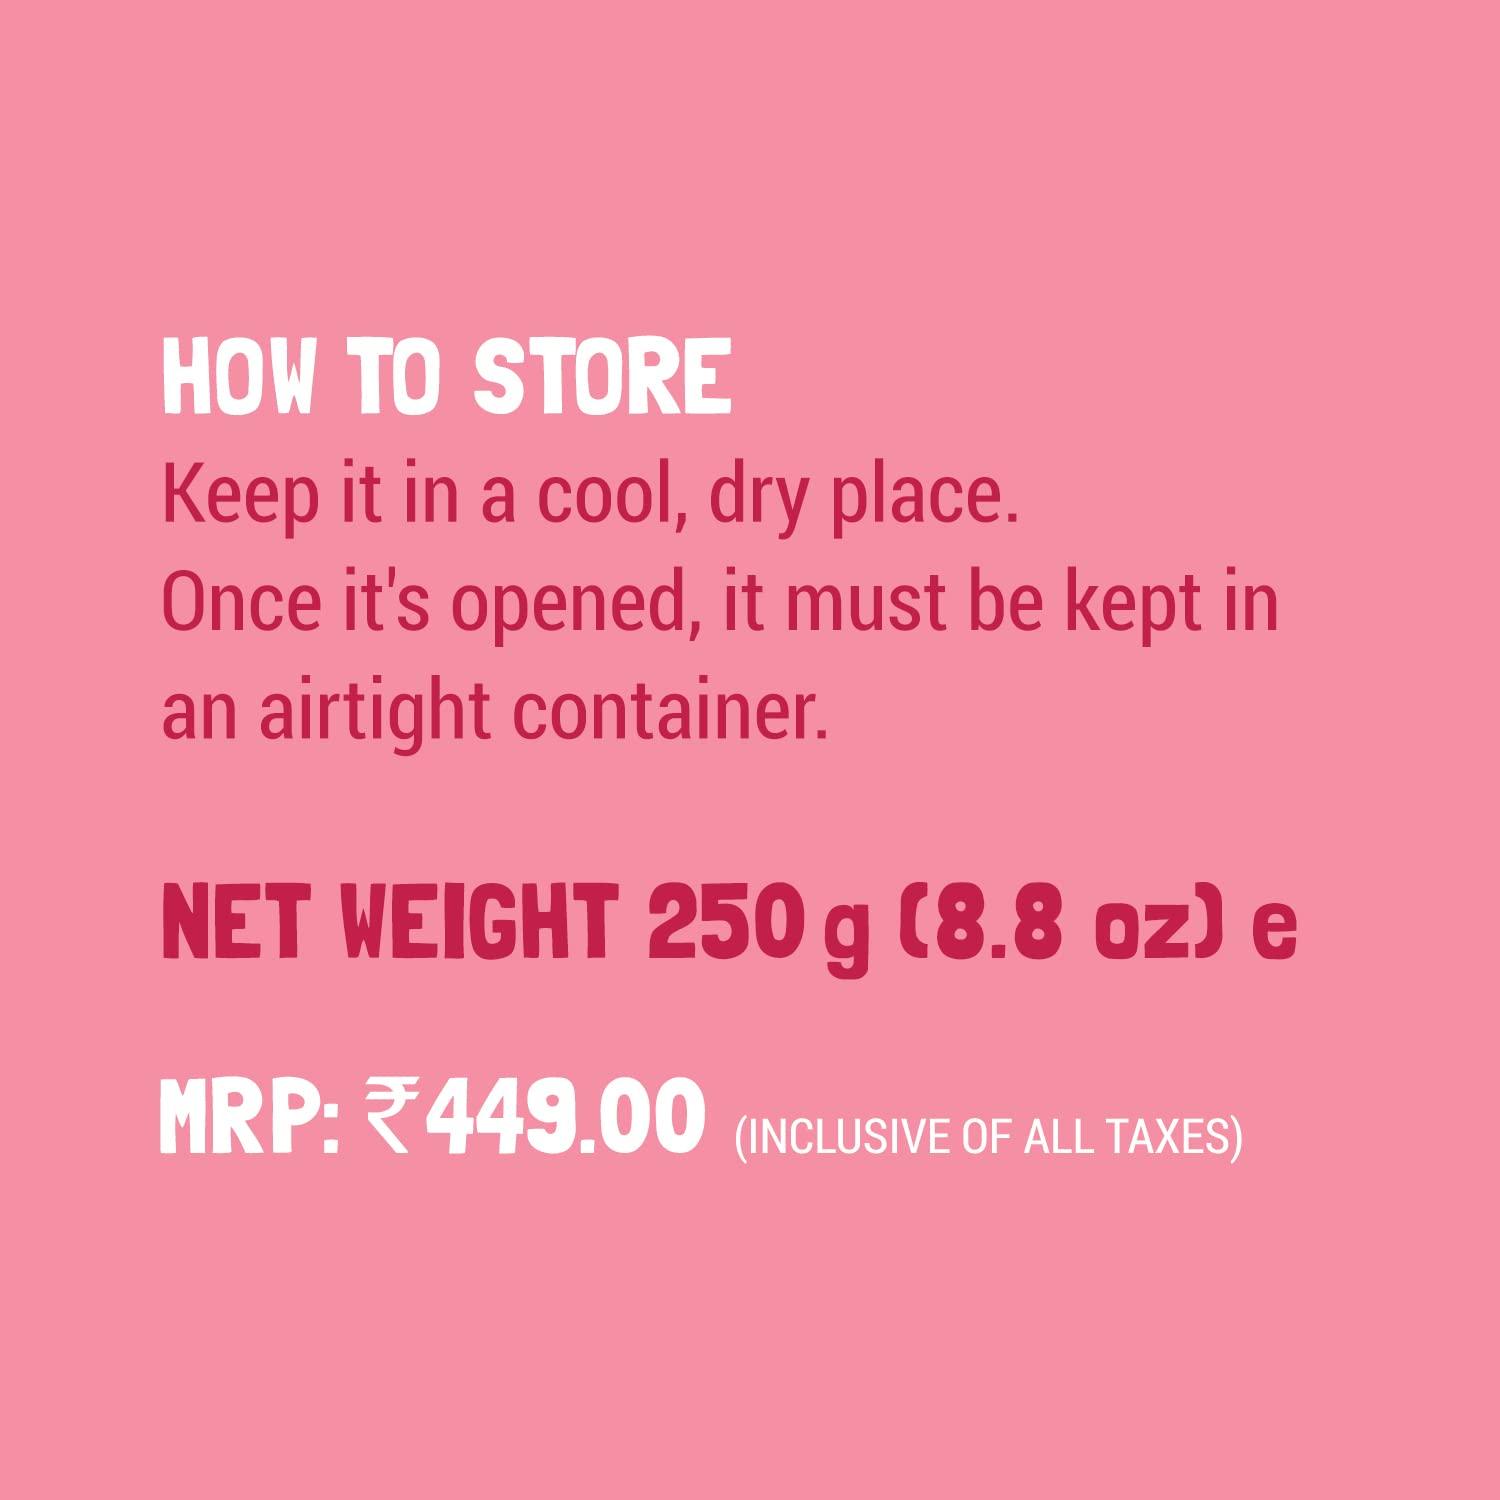 HOW TO STORE
Keep it in a cool, dry place.
Once it's opened, it must be kept in
an airtight container.
NET WEIGHT 250 g (8.8 oz) e
MRP: ₹449.00 (INCLUSIVE OF ALL TAXES)